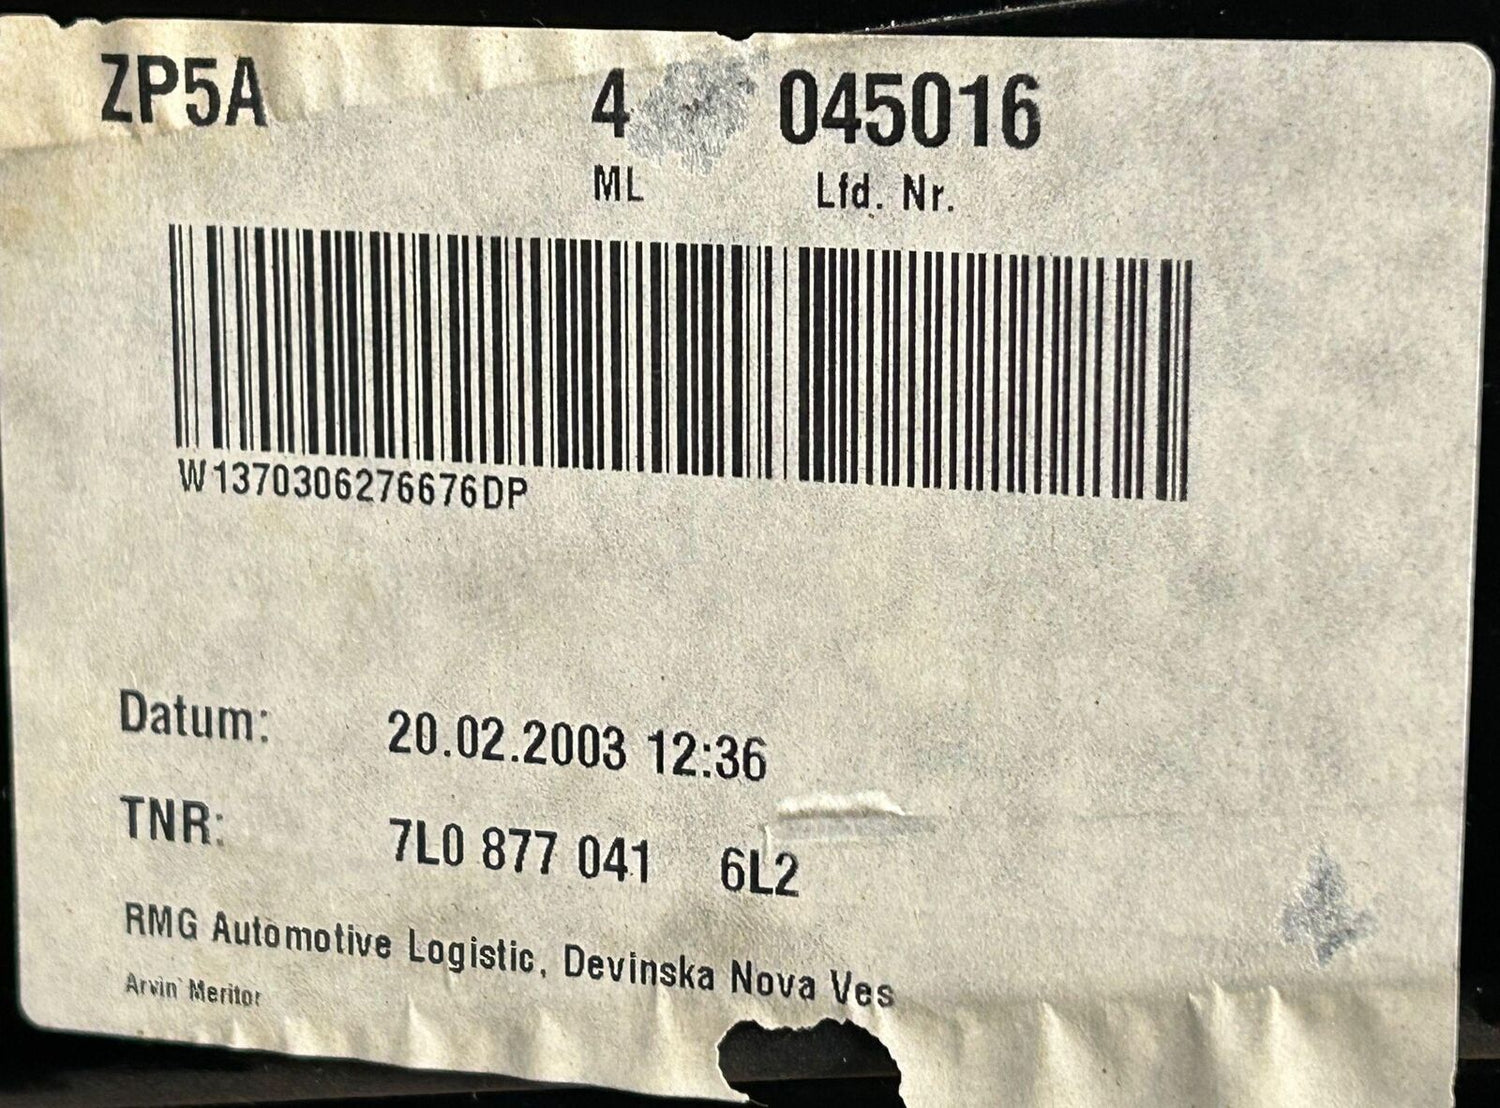 ZP5A 4 045016
ML Lfd. Nr.
W1370306276676DP
Datum: 20.02.2003 12:36
TNR: 7L0 877 041 6L2
RMG Automotive Logistic, Devinska Nova Ves
Arvin Meritor